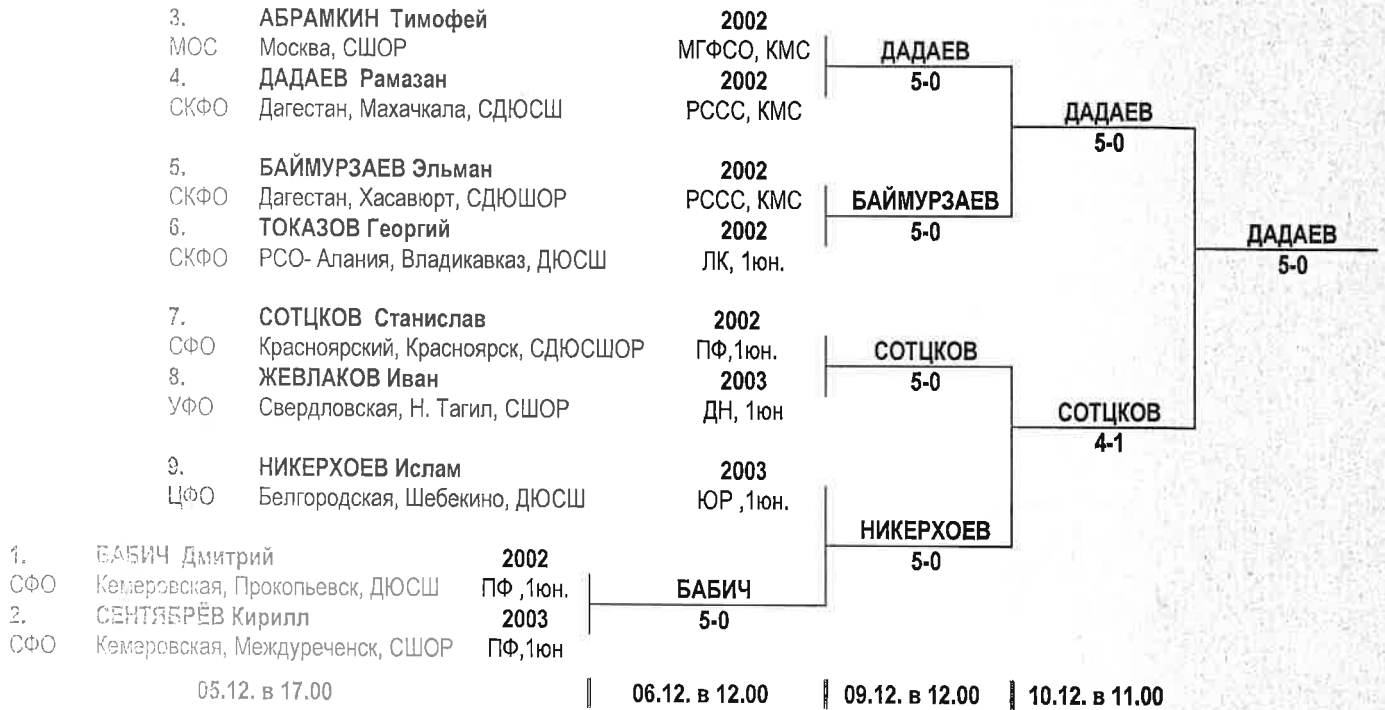 3. АБРАМКИН Тимофей 2002
МОС Москва, СШОР МГФСО, КМС
ДАДАЕВ
5-0
4. ДАДАЕВ Рамазан 2002
СКФО Дагестан, Махачкала, СДЮСШ РССС, КМС
ДАДАЕВ
5-0
5. БАЙМУРЗАЕВ Эльман 2002
СКФО Дагестан, Хасавюрт, СДЮШОР РССС, КМС
БАЙМУРЗАЕВ
5-0
6. ТОКАЗОВ Георгий 2002
СКФО РСО- Алания, Владикавказ, ДЮСШ ЛК, 1юн.
ДАДАЕВ
5-0
7. СОТЦКОВ Станислав 2002
СФО Красноярский, Красноярск, СДЮСШОР ПФ,1юн.
СОТЦКОВ
5-0
8. ЖЕВЛАКОВ Иван 2003
УФО Свердловская, Н. Тагил, СШОР ДН, 1юн
СОТЦКОВ
4-1
9. НИКЕРХОЕВ Ислам 2003
ЦФО Белгородская, Шебекино, ДЮСШ ЮР ,1юн.
НИКЕРХОЕВ
5-0
1. БАБИЧ Дмитрий 2002
СФО Кемеровская, Прокопьевск, ДЮСШ ПФ ,1юн.
БАБИЧ
5-0
2. СЕНТЯБРЁВ Кирилл 2003
СФО Кемеровская, Междуреченск, СШОР ПФ,1юн
05.12. в 17.00 06.12. в 12.00 09.12. в 12.00 10.12. в 11.00